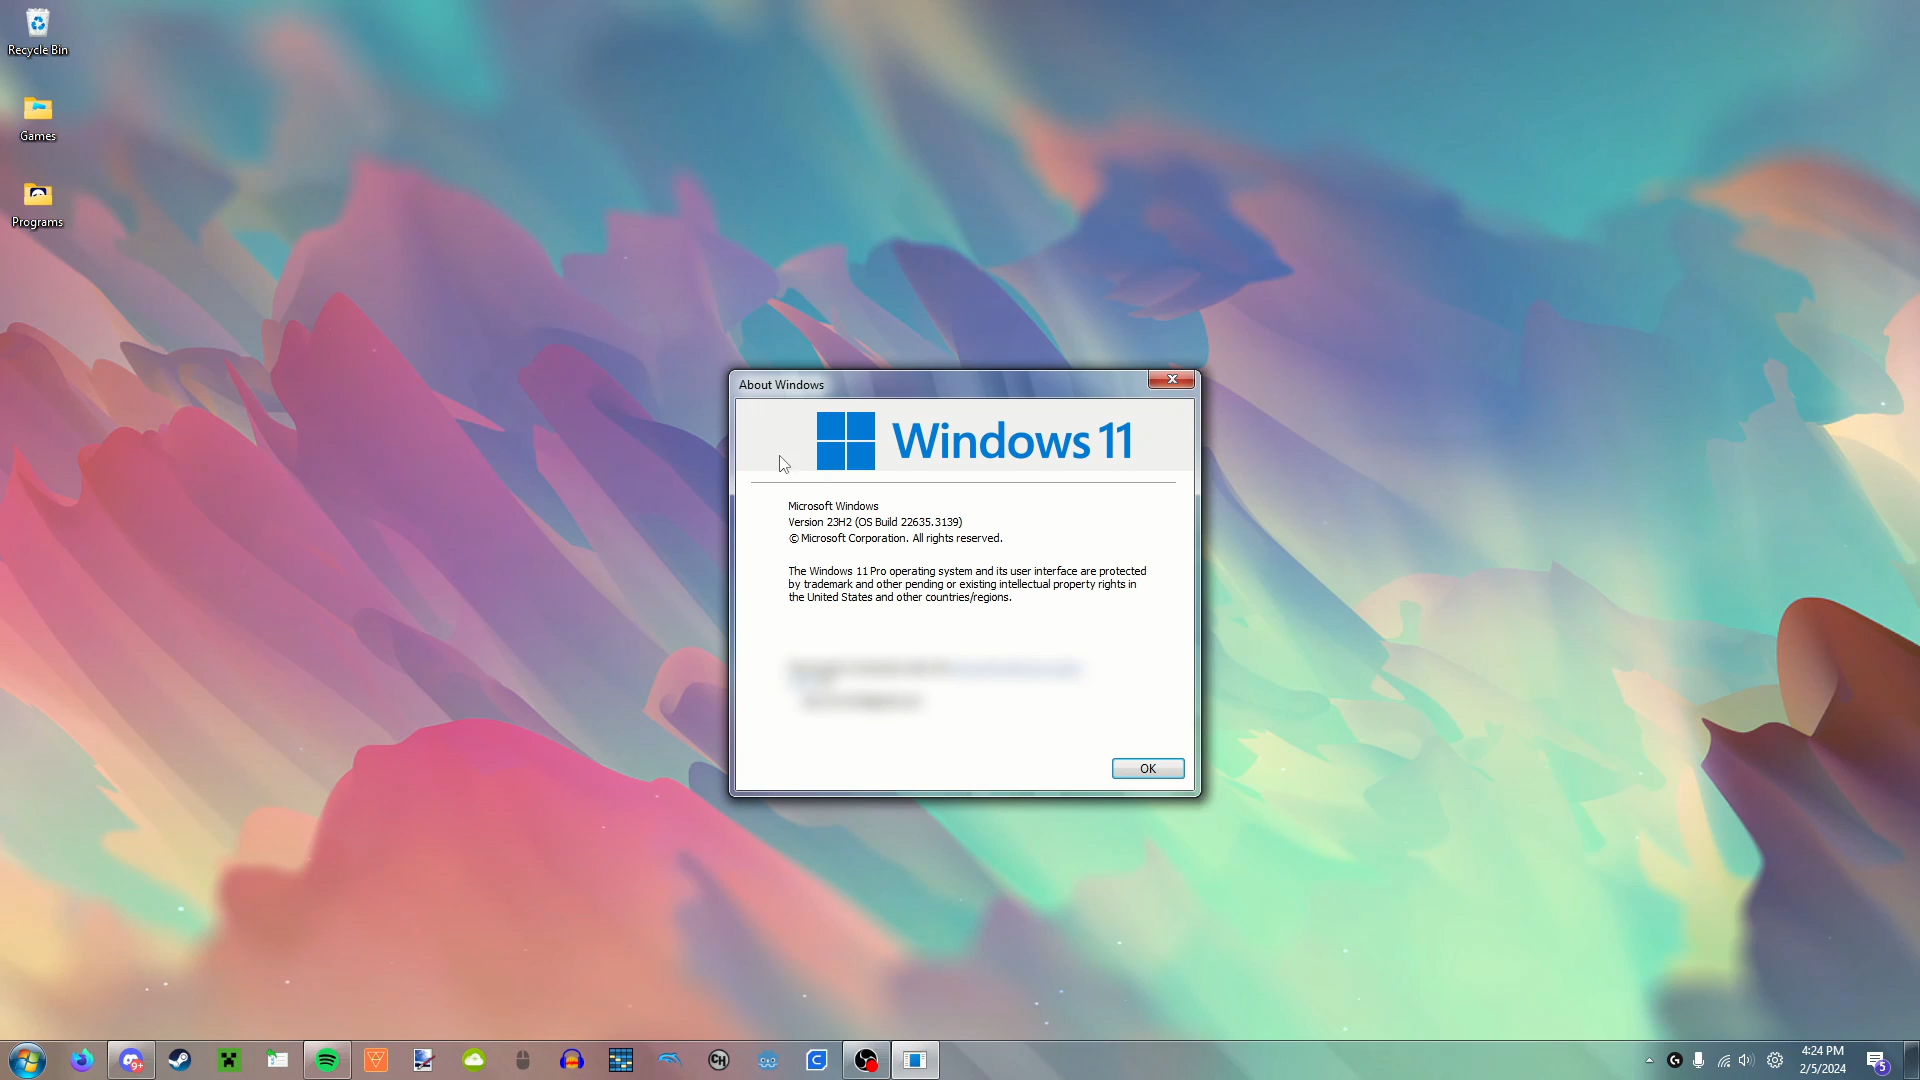 Recycle Bin
Games
Programs
About Windows
Windows 11
Microsoft Windows
Version 23H2 (OS Build 22635.3139)
© Microsoft Corporation. All rights reserved.
The Windows 11 Pro operating system and its user interface are protected
by trademark and other pending or existing intellectual property rights in
the United States and other countries/regions.
OK
9+
CH
C
G
4:24 PM
2/5/2024
5